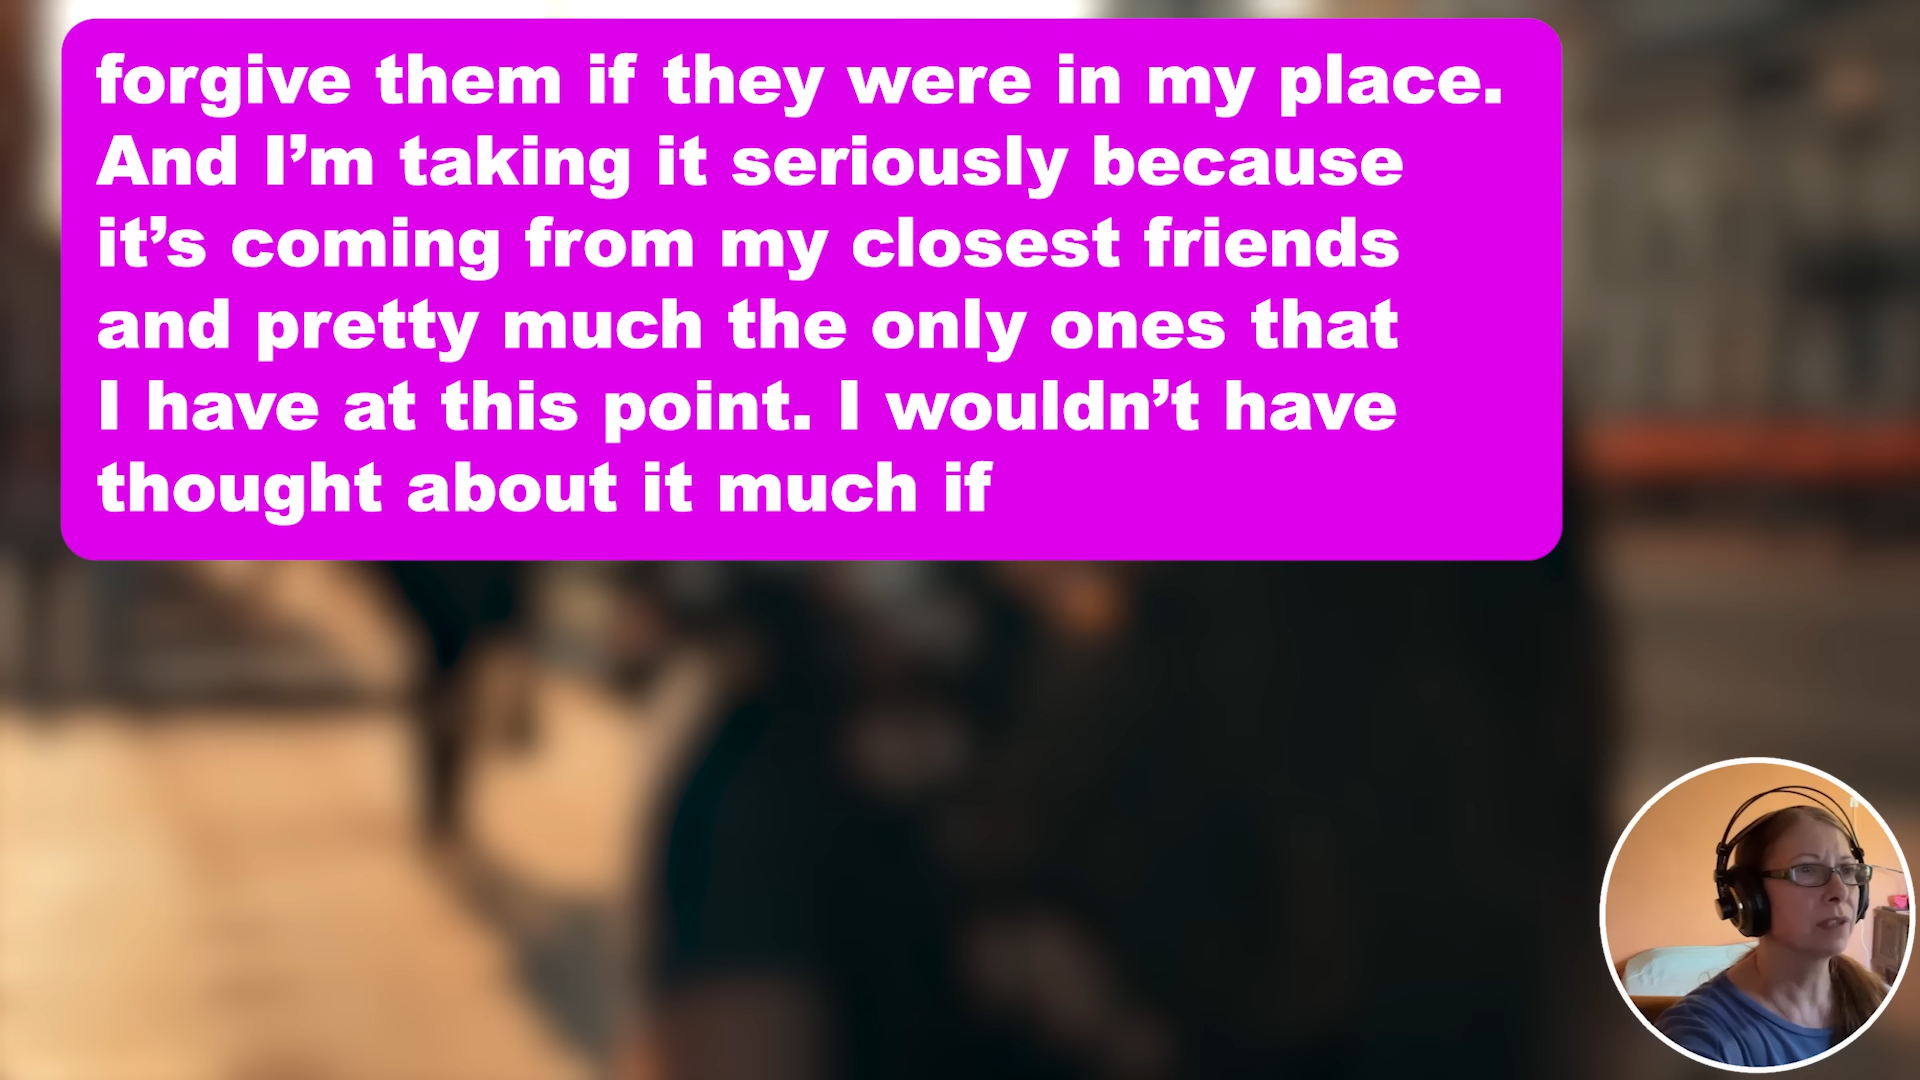 forgive them if they were in my place.
And I’m taking it seriously because
it’s coming from my closest friends
and pretty much the only ones that
I have at this point. I wouldn’t have
thought about it much if